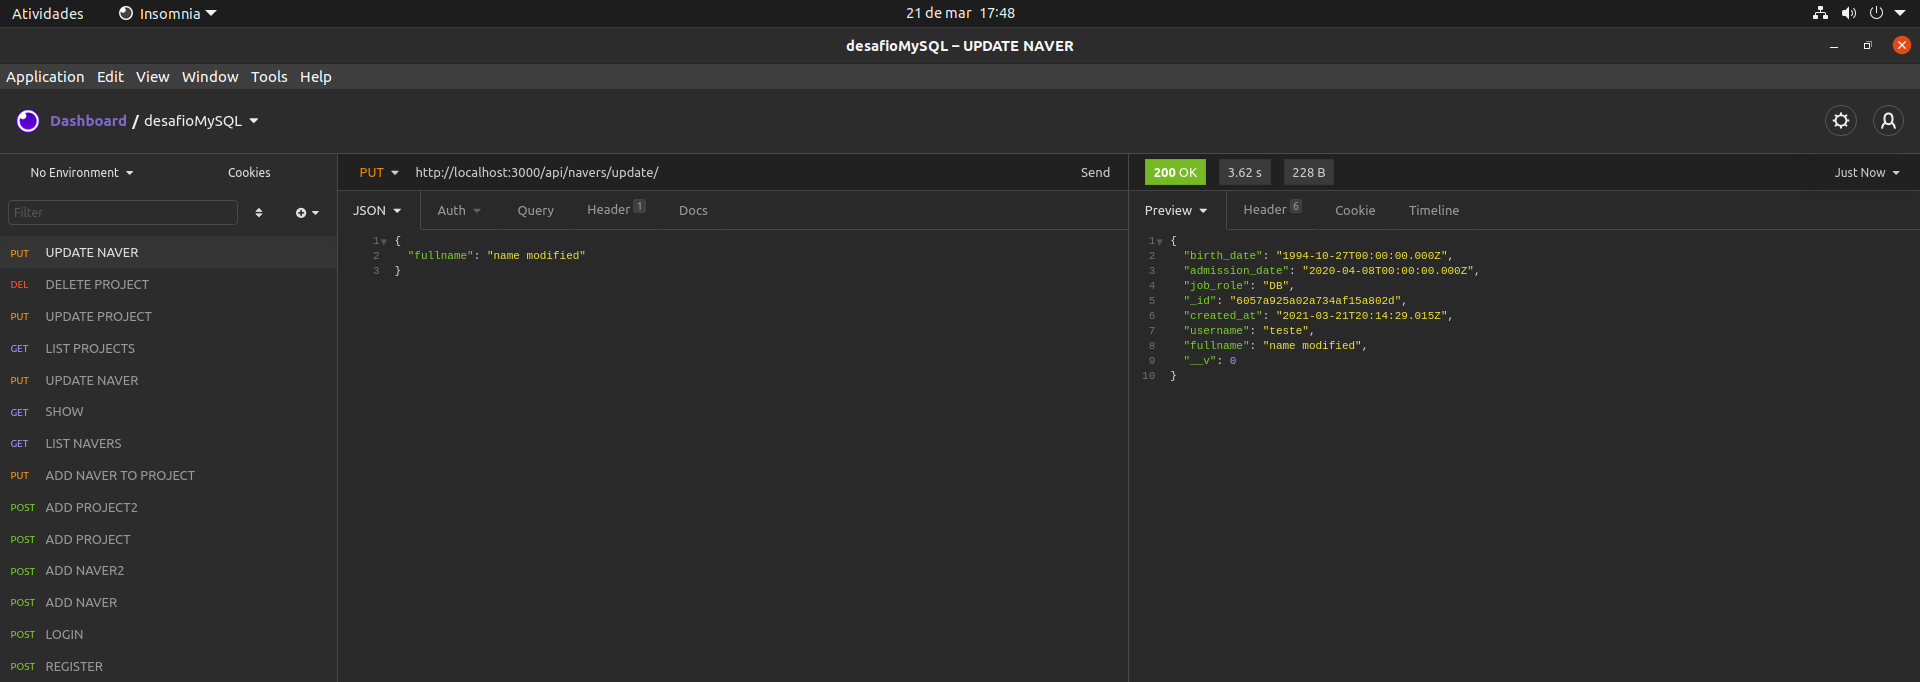 Atividades Insomnia 21 de mar 17:48
desafioMySQL – UPDATE NAVER
Application Edit View Window Tools Help
Dashboard / desafioMySQL
No Environment Cookies
Filter
PUT UPDATE NAVER
DEL DELETE PROJECT
PUT UPDATE PROJECT
GET LIST PROJECTS
PUT UPDATE NAVER
GET SHOW
GET LIST NAVERS
PUT ADD NAVER TO PROJECT
POST ADD PROJECT2
POST ADD PROJECT
POST ADD NAVER2
POST ADD NAVER
POST LOGIN
POST REGISTER
PUT http://localhost:3000/api/navers/update/ Send
JSON Auth Query Header 1 Docs
1 {
2 "fullname": "name modified"
3 }
200 OK 3.62 s 228 B Just Now
Preview Header 6 Cookie Timeline
1 {
2 "birth_date": "1994-10-27T00:00:00.000Z",
3 "admission_date": "2020-04-08T00:00:00.000Z",
4 "job_role": "DB",
5 "_id": "6057a925a02a734af15a802d",
6 "created_at": "2021-03-21T20:14:29.015Z",
7 "username": "teste",
8 "fullname": "name modified",
9 "__v": 0
10 }